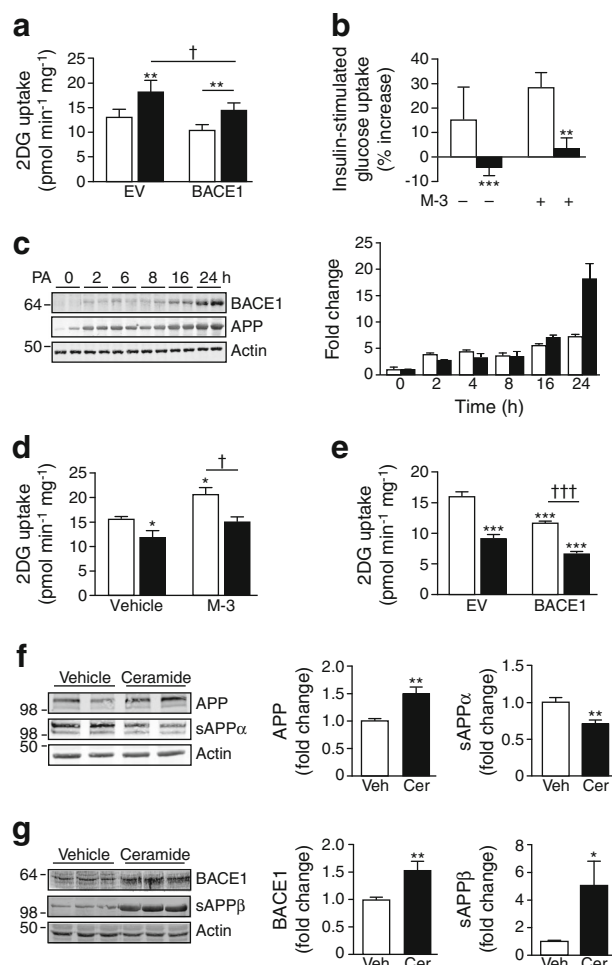 a
2DG uptake
(pmol min⁻¹ mg⁻¹)
25
20
15
10
5
0
†
**
**
EV BACE1
b
Insulin-stimulated
glucose uptake
(% increase)
40
30
20
10
0
-10
***
**
M-3 – – + +
c
PA 0 2 6 8 16 24 h
64
BACE1
APP
50
Actin
Fold change
25
20
15
10
5
0
0 2 4 8 16 24
Time (h)
d
2DG uptake
(pmol min⁻¹ mg⁻¹)
25
20
15
10
5
0
*
*
†
Vehicle M-3
e
2DG uptake
(pmol min⁻¹ mg⁻¹)
20
15
10
5
0
***
†††
***
***
EV BACE1
f
Vehicle Ceramide
98
APP
98
sAPPα
50
Actin
APP
(fold change)
2.0
1.5
1.0
0.5
0
**
Veh Cer
sAPPα
(fold change)
1.5
1.0
0.5
0
**
Veh Cer
g
Vehicle Ceramide
64
BACE1
98
sAPPβ
50
Actin
BACE1
(fold change)
2.0
1.5
1.0
0.5
0
**
Veh Cer
sAPPβ
(fold change)
8
6
4
2
0
*
Veh Cer